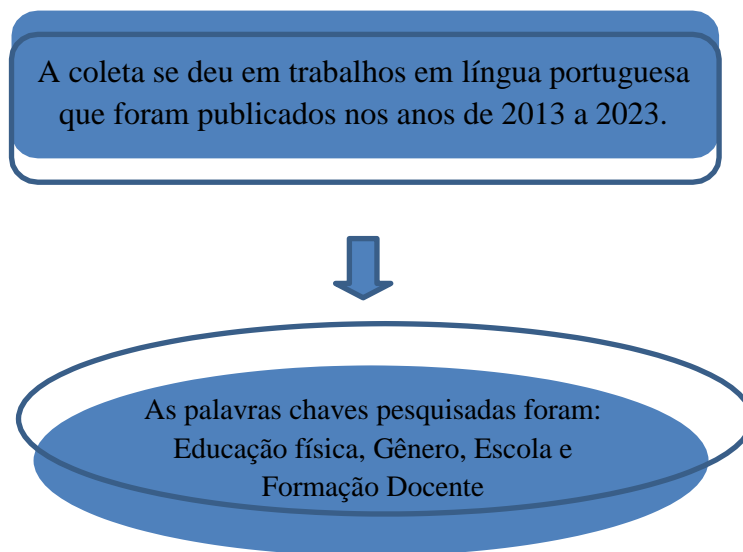 A coleta se deu em trabalhos em língua portuguesa
que foram publicados nos anos de 2013 a 2023.
As palavras chaves pesquisadas foram:
Educação física, Gênero, Escola e
Formação Docente